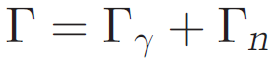 Γ = Γ_γ + Γ_n